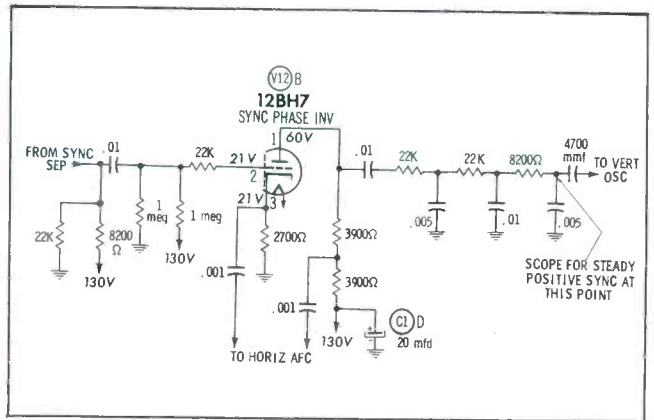 V12 B
12BH7
SYNC PHASE INV
1 60V
FROM SYNC
SEP
.01
22K
21V
2
21V
3
.01
22K
22K
8200Ω
4700
mmf
TO VERT
OSC
1
meg
1 meg
22K
8200
Ω
130V
130V
2700Ω
3900Ω
.005
.01
.005
.001
3900Ω
.001
SCOPE FOR STEADY
POSITIVE SYNC AT
THIS POINT
130V
C1 D
20 mfd
TO HORIZ AFC